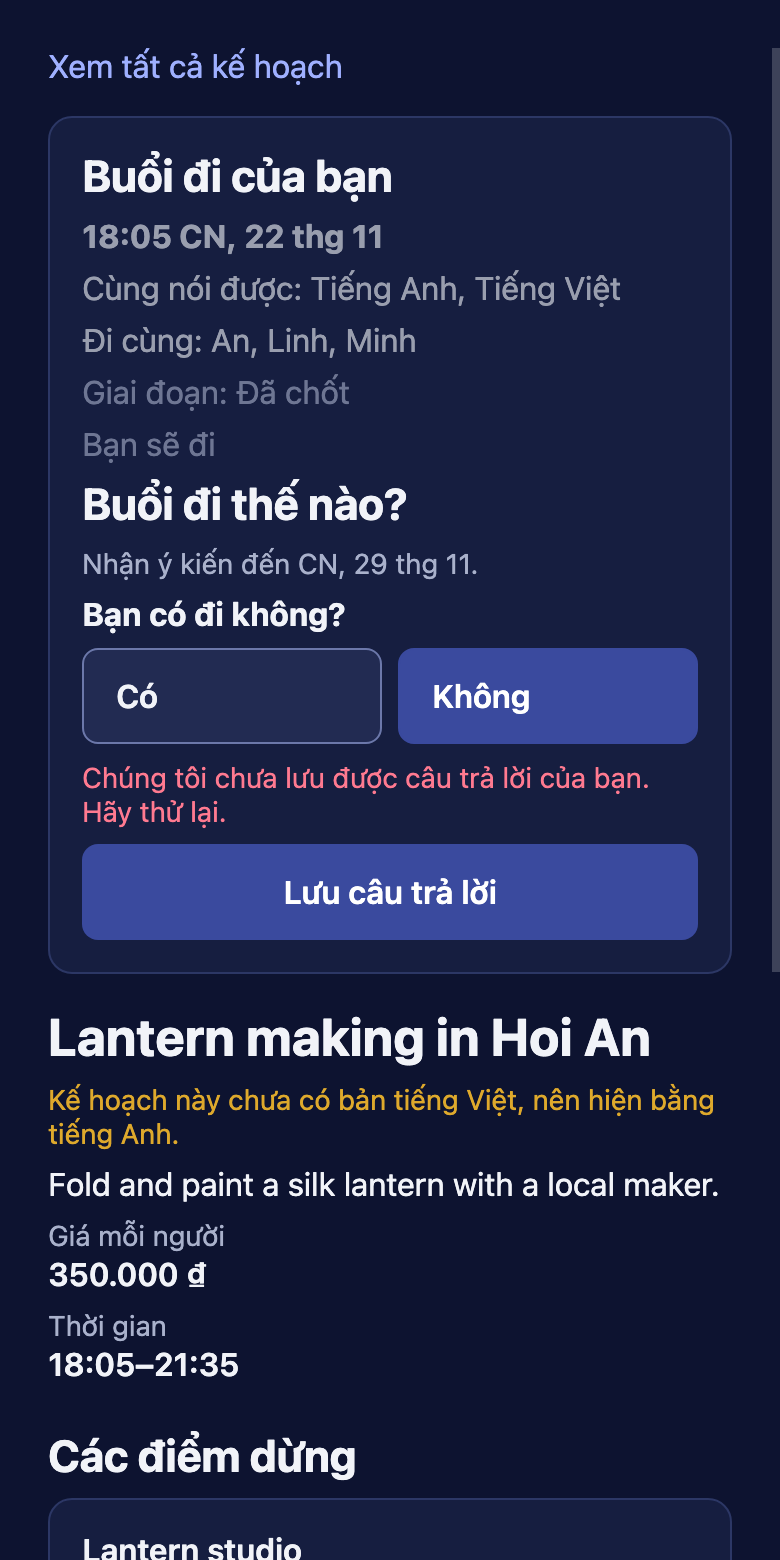 Xem tất cả kế hoạch
Buổi đi của bạn
18:05 CN, 22 thg 11
Cùng nói được: Tiếng Anh, Tiếng Việt
Đi cùng: An, Linh, Minh
Giai đoạn: Đã chốt
Bạn sẽ đi
Buổi đi thế nào?
Nhận ý kiến đến CN, 29 thg 11.
Bạn có đi không?
Có
Không
Chúng tôi chưa lưu được câu trả lời của bạn.
Hãy thử lại.
Lưu câu trả lời
Lantern making in Hoi An
Kế hoạch này chưa có bản tiếng Việt, nên hiện bằng
tiếng Anh.
Fold and paint a silk lantern with a local maker.
Giá mỗi người
350.000 ₫
Thời gian
18:05–21:35
Các điểm dừng
Lantern studio